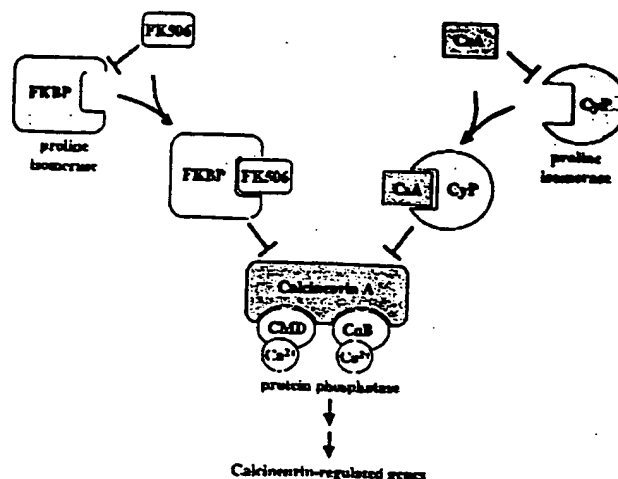 FK506
FKBP
proline
isomerase
CsA
CyP
proline
isomerase
FKBP
FK506
CsA
CyP
Calcineurin A
CMD
CnB
Ca2+
Ca2+
protein phosphatase
Calcineurin-regulated genes